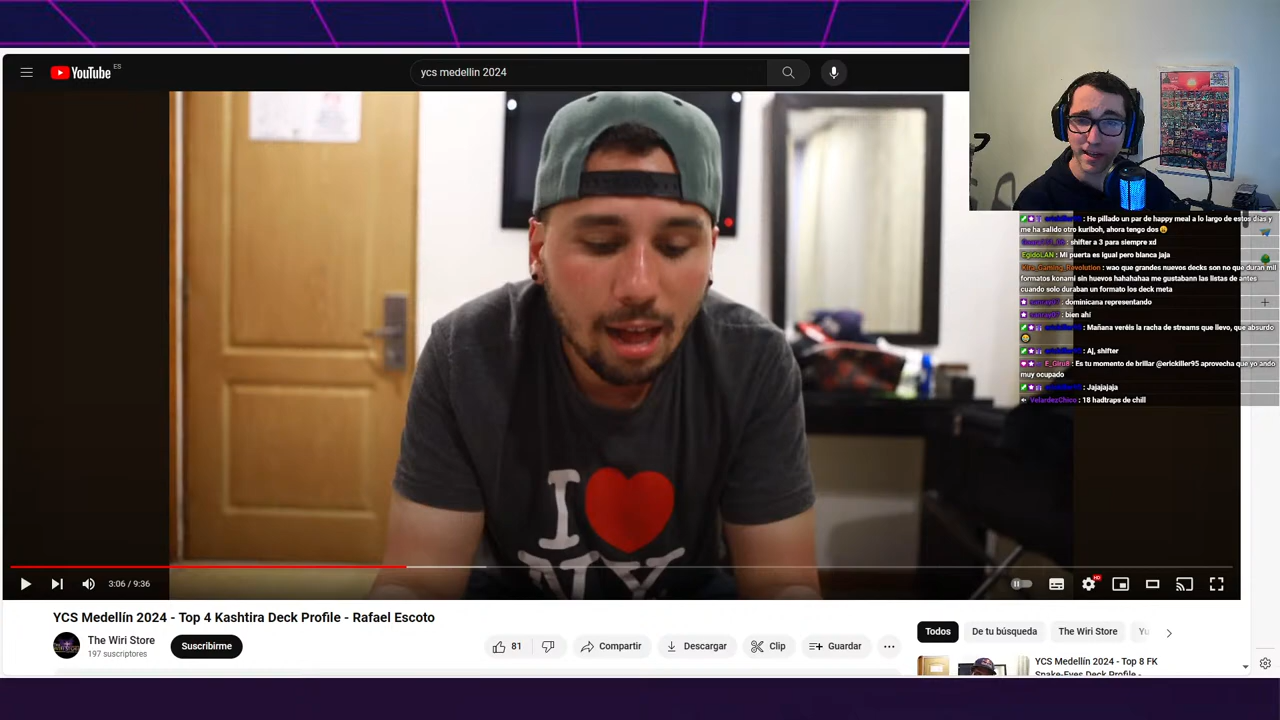 YouTube ES
ycs medellin 2024
I
NY
: He pillado un par de happy meal a lo largo de estos días y
me ha salido otro kuriboh, ahora tengo dos
: shifter a 3 para siempre xd
EgidoLAN : Mi puerta es igual pero blanca jaja
Kira_Gaming_Revolution : wao que grandes nuevos decks son no que duran mil
formatos konami sin huevos hahahahaa me gustabann las listas de antes
cuando solo duraban un formato los deck meta
: dominicana representando
: bien ahí
: Mañana veréis la racha de streams que llevo, que absurdo
: Aj, shifter
E_Giru8 : Es tu momento de brillar @erickiller95 aprovecha que yo ando
muy ocupado
: Jajajajaja
VelardezChico : 18 hadtraps de chill
3:06 / 9:36
HD
YCS Medellín 2024 - Top 4 Kashtira Deck Profile - Rafael Escoto
The Wiri Store
197 suscriptores
Suscribirme
81
Compartir
Descargar
Clip
Guardar
Todos
De tu búsqueda
The Wiri Store
Yu
YCS Medellín 2024 - Top 8 FK
Snake-Eyes Deck Profile -